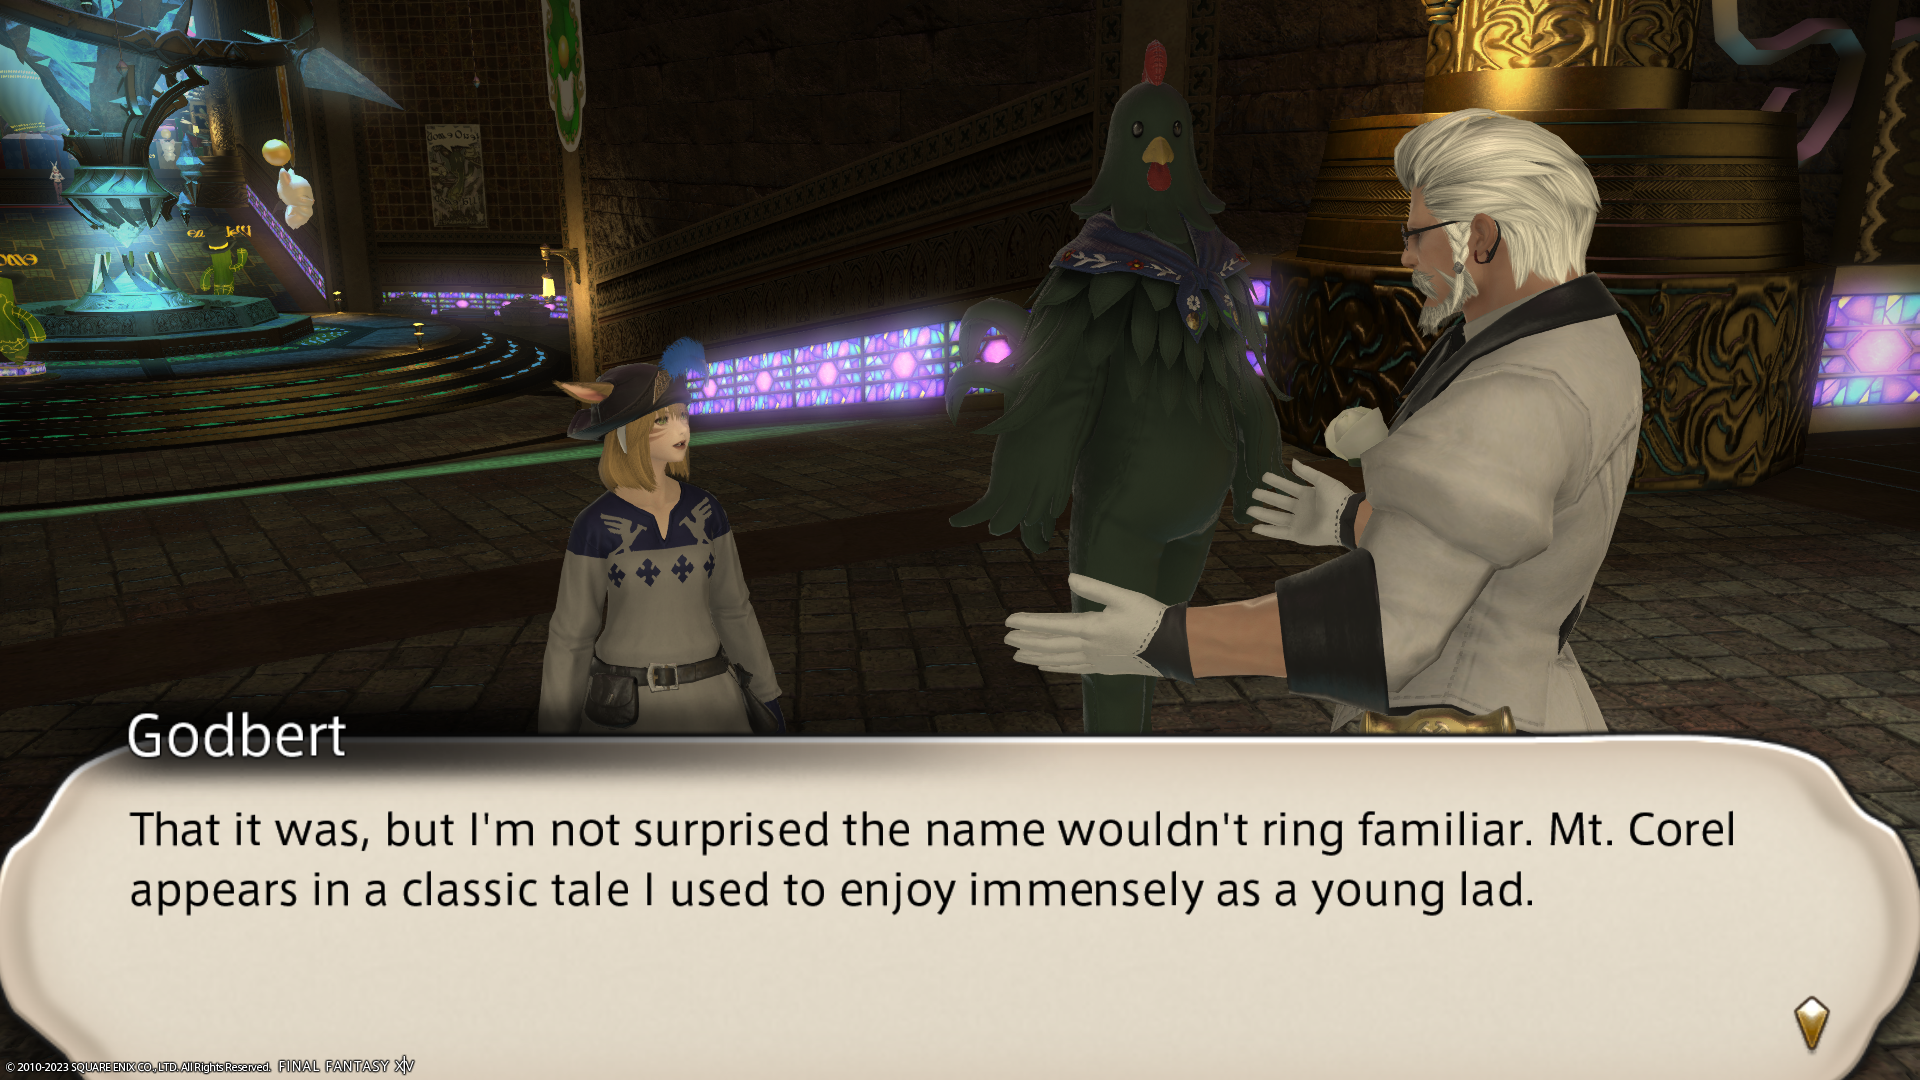 Godbert
That it was, but I'm not surprised the name wouldn't ring familiar. Mt. Corel
appears in a classic tale I used to enjoy immensely as a young lad.
© 2010-2023 SQUARE ENIX CO., LTD. All Rights Reserved. FINAL FANTASY XIV